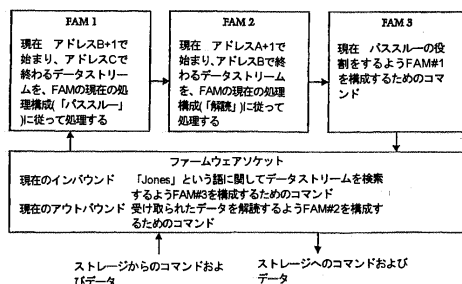 FAM 1
現在　アドレスB+1で
始まり、アドレスCで
終わるデータストリー
ムを、FAMの現在の処
理構成(「パススルー」
)に従って処理する
FAM 2
現在　アドレスA+1で
始まり、アドレスBで終
わるデータストリーム
を、FAMの現在の処理
構成(「解読」)に従って
処理する
FAM 3
現在　パススルーの役
割をするようFAM#1
を構成するためのコマ
ンド
ファームウェアソケット
現在のインバウンド　「Jones」という語に関してデータストリームを検索
するようFAM#3を構成するためのコマンド
現在のアウトバウンド　受け取られたデータを解読するようFAM#2を構成す
るためのコマンド
ストレージからのコマンドおよ
びデータ
ストレージへのコマンドおよび
データ